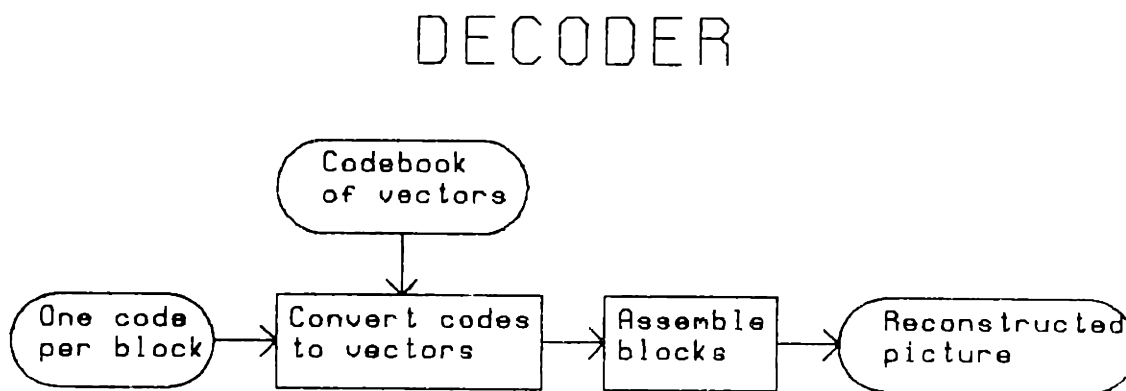 DECODER
Codebook
of vectors
One code
per block
Convert codes
to vectors
Assemble
blocks
Reconstructed
picture